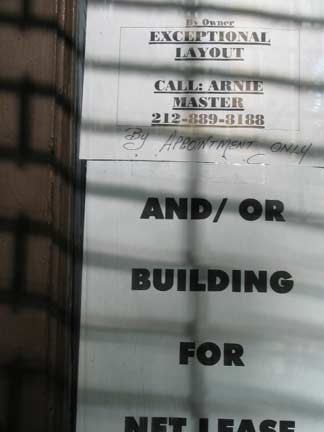 By Owner
EXCEPTIONAL
LAYOUT
CALL: ARNIE
MASTER
212-889-8188
By APPOINTMENT ONLY
AND/ OR
BUILDING
FOR
NET LEASE